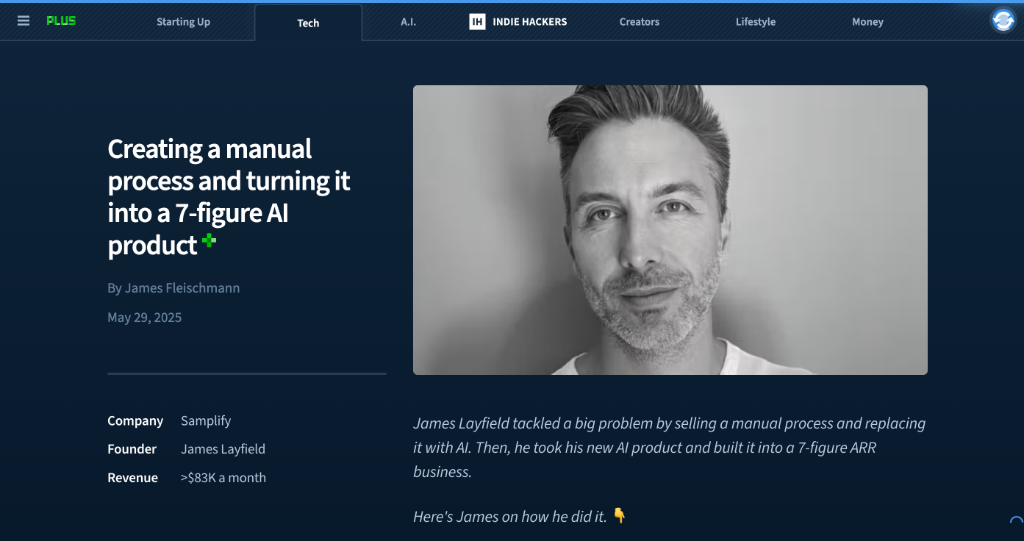 PLUS
Starting Up
Tech
A.I.
IH INDIE HACKERS
Creators
Lifestyle
Money
Creating a manual
process and turning it
into a 7-figure AI
product
By James Fleischmann
May 29, 2025
Company Samplify
Founder James Layfield
Revenue >$83K a month
James Layfield tackled a big problem by selling a manual process and replacing
it with AI. Then, he took his new AI product and built it into a 7-figure ARR
business.
Here's James on how he did it. 👇